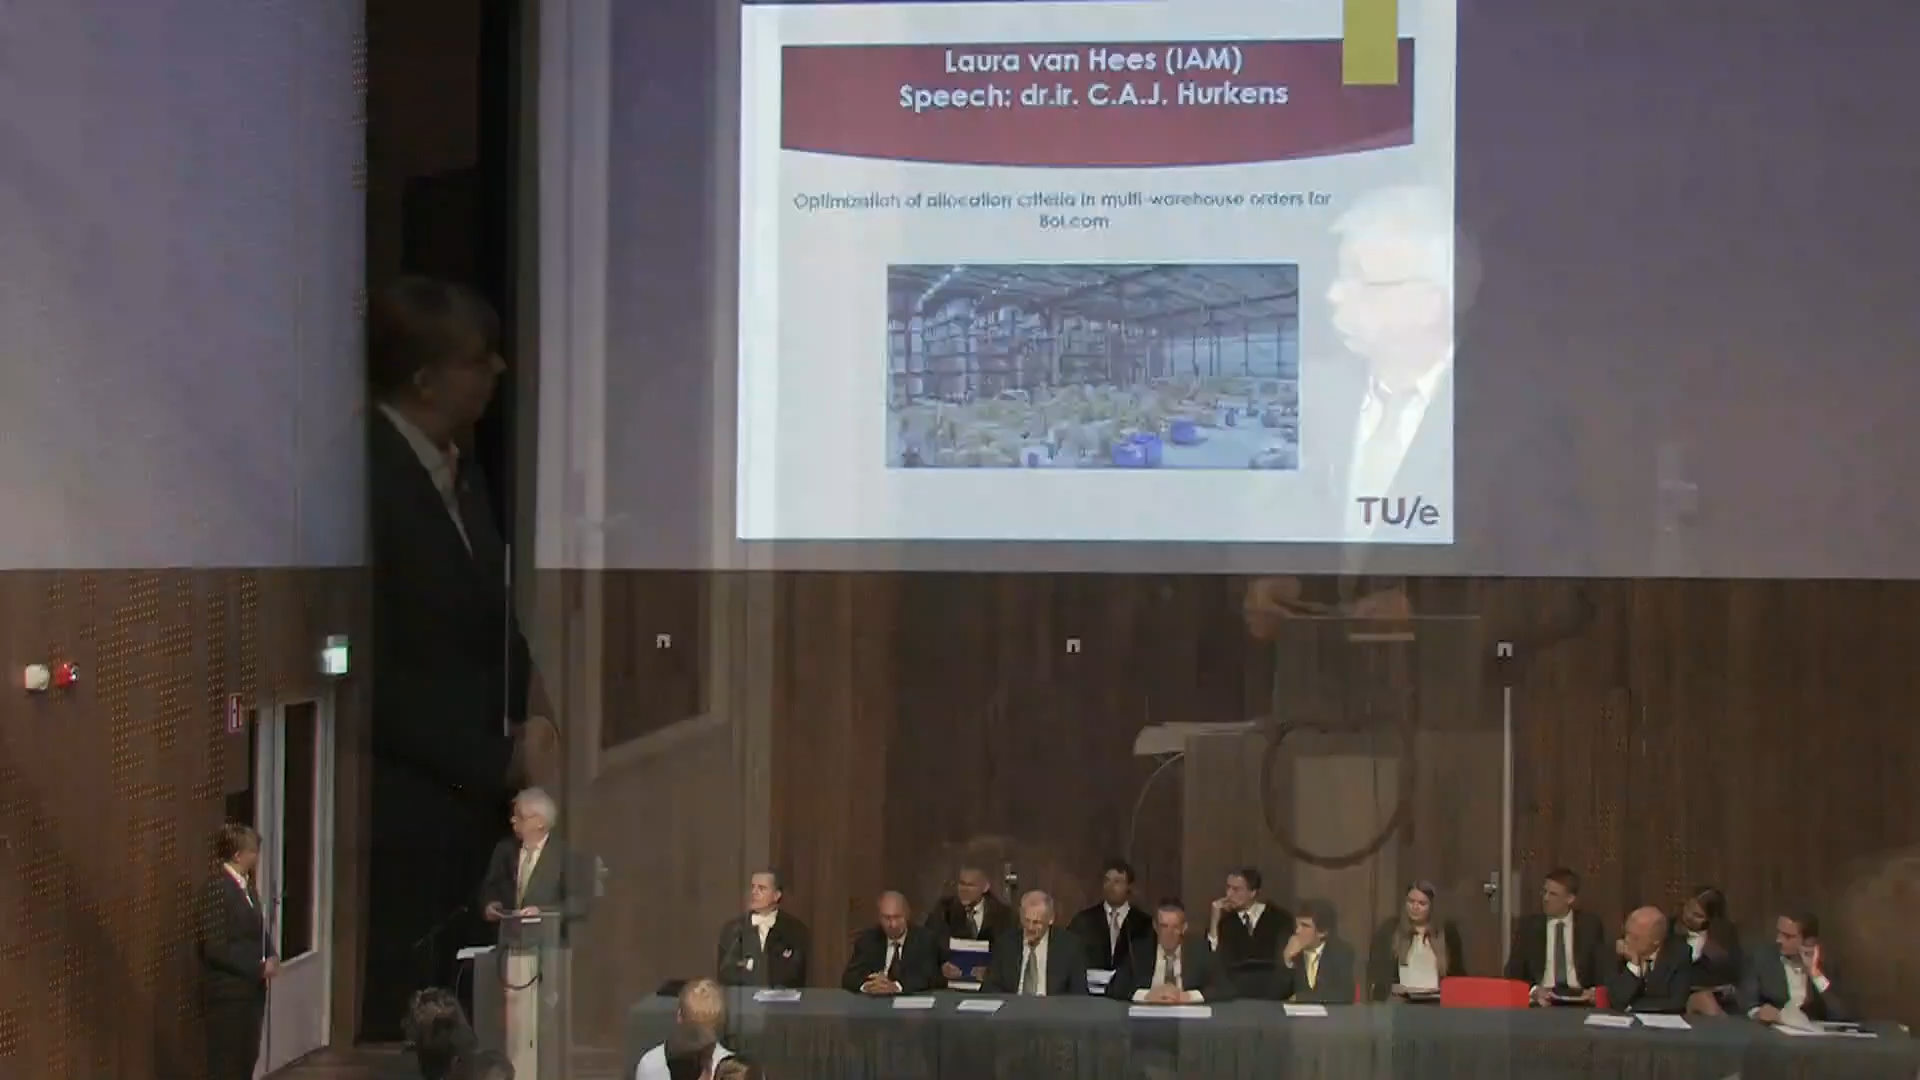 Laura van Hees (IAM)
Speech: dr.ir. C.A.J. Hurkens
Optimization of allocation criteria in multi-warehouse orders for
Bol.com
TU/e